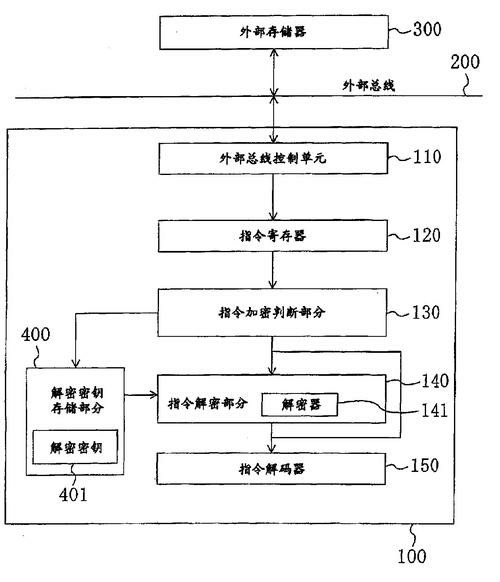 外部存储器
300
外部总线
200
外部总线控制单元
110
指令寄存器
120
指令加密判断部分
130
400
解密密钥
存储部分
指令解密部分
解密器
140
141
解密密钥
401
指令解码器
150
100